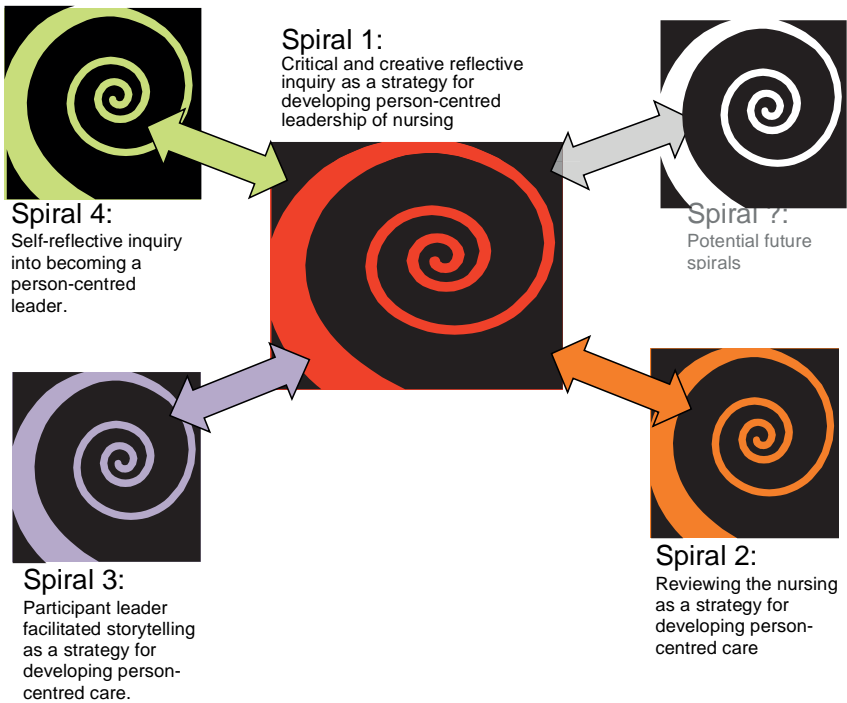 Spiral 1:
Critical and creative reflective
inquiry as a strategy for
developing person-centred
leadership of nursing
Spiral 4:
Self-reflective inquiry
into becoming a
person-centred
leader.
Spiral ?:
Potential future
spirals
Spiral 3:
Participant leader
facilitated storytelling
as a strategy for
developing person-
centred care.
Spiral 2:
Reviewing the nursing
as a strategy for
developing person-
centred care